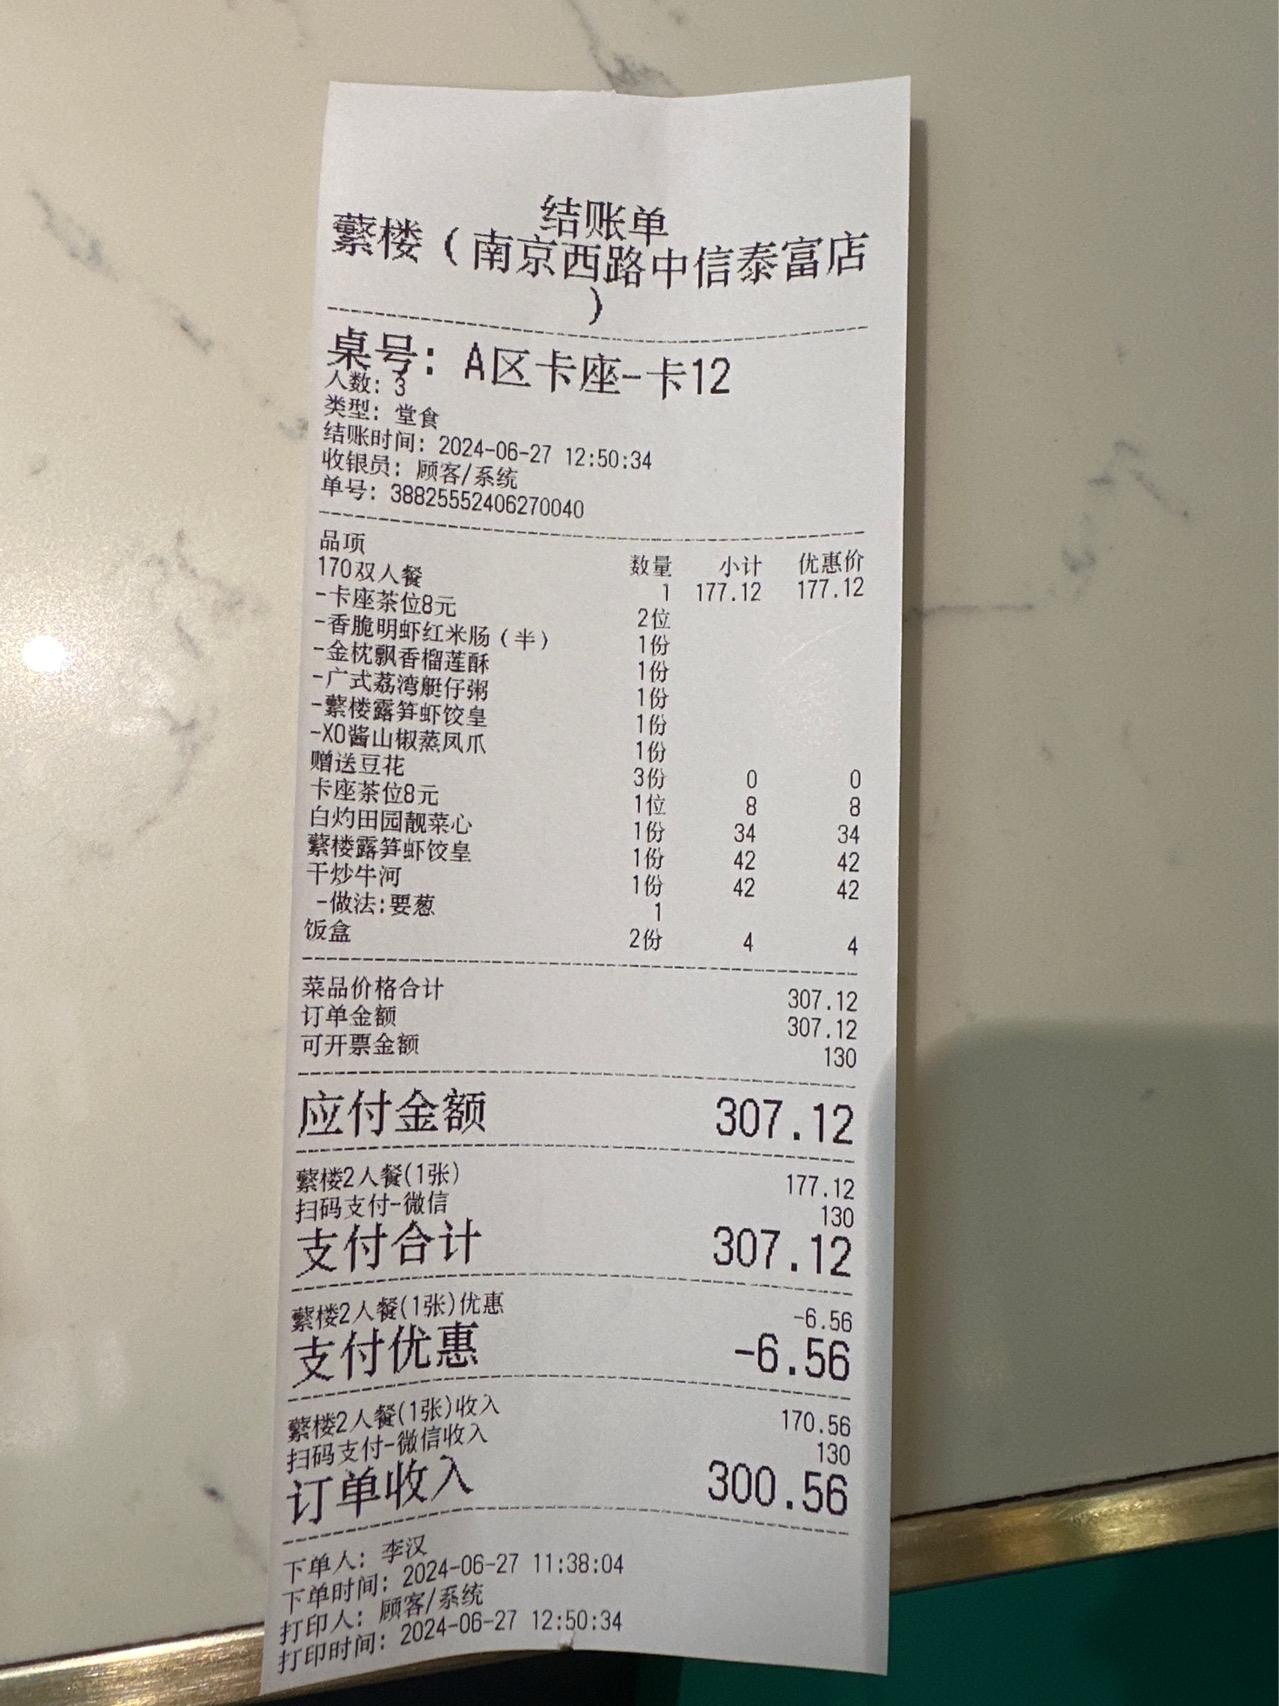 结账单
蘩楼（南京西路中信泰富店
）
桌号: A区卡座-卡12
人数: 3
类型: 堂食
结账时间: 2024-06-27 12:50:34
收银员: 顾客/系统
单号: 38825552406270040
品项 数量 小计 优惠价
170双人餐 1 177.12 177.12
-卡座茶位8元 2位
-香脆明虾红米肠（半） 1份
-金枕飘香榴莲酥 1份
-广式荔湾艇仔粥 1份
-蘩楼露笋虾饺皇 1份
-XO酱山椒蒸凤爪 1份
赠送豆花 3份 0 0
卡座茶位8元 1位 8 8
白灼田园靓菜心 1份 34 34
蘩楼露笋虾饺皇 1份 42 42
干炒牛河 1份 42 42
-做法:要葱 1
饭盒 2份 4 4
菜品价格合计 307.12
订单金额 307.12
可开票金额 130
应付金额 307.12
蘩楼2人餐(1张) 177.12
扫码支付-微信 130
支付合计 307.12
蘩楼2人餐(1张)优惠 -6.56
支付优惠 -6.56
蘩楼2人餐(1张)收入 170.56
扫码支付-微信收入 130
订单收入 300.56
下单人: 李汉
下单时间: 2024-06-27 11:38:04
打印人: 顾客/系统
打印时间: 2024-06-27 12:50:34